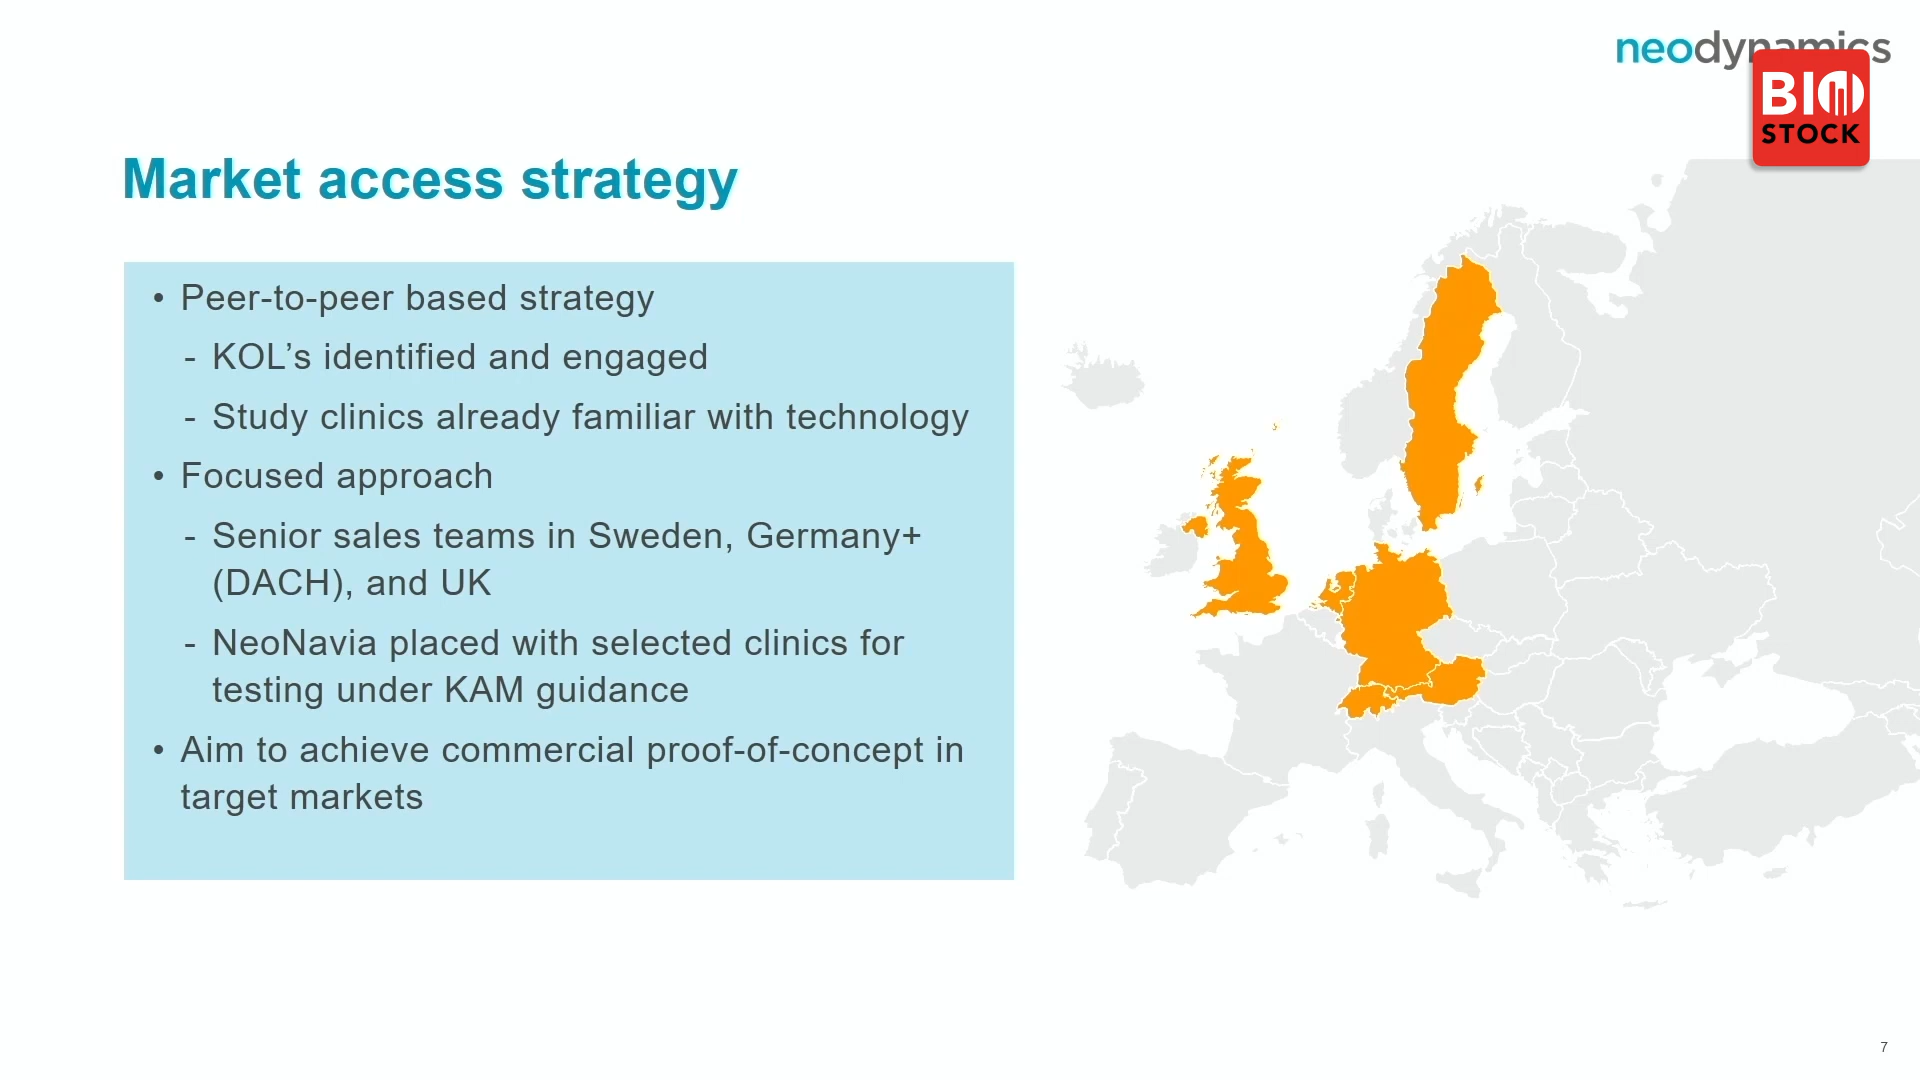 neodynamics
BIO
STOCK
Market access strategy
• Peer-to-peer based strategy
- KOL’s identified and engaged
- Study clinics already familiar with technology
• Focused approach
- Senior sales teams in Sweden, Germany+
(DACH), and UK
- NeoNavia placed with selected clinics for
testing under KAM guidance
• Aim to achieve commercial proof-of-concept in
target markets
7